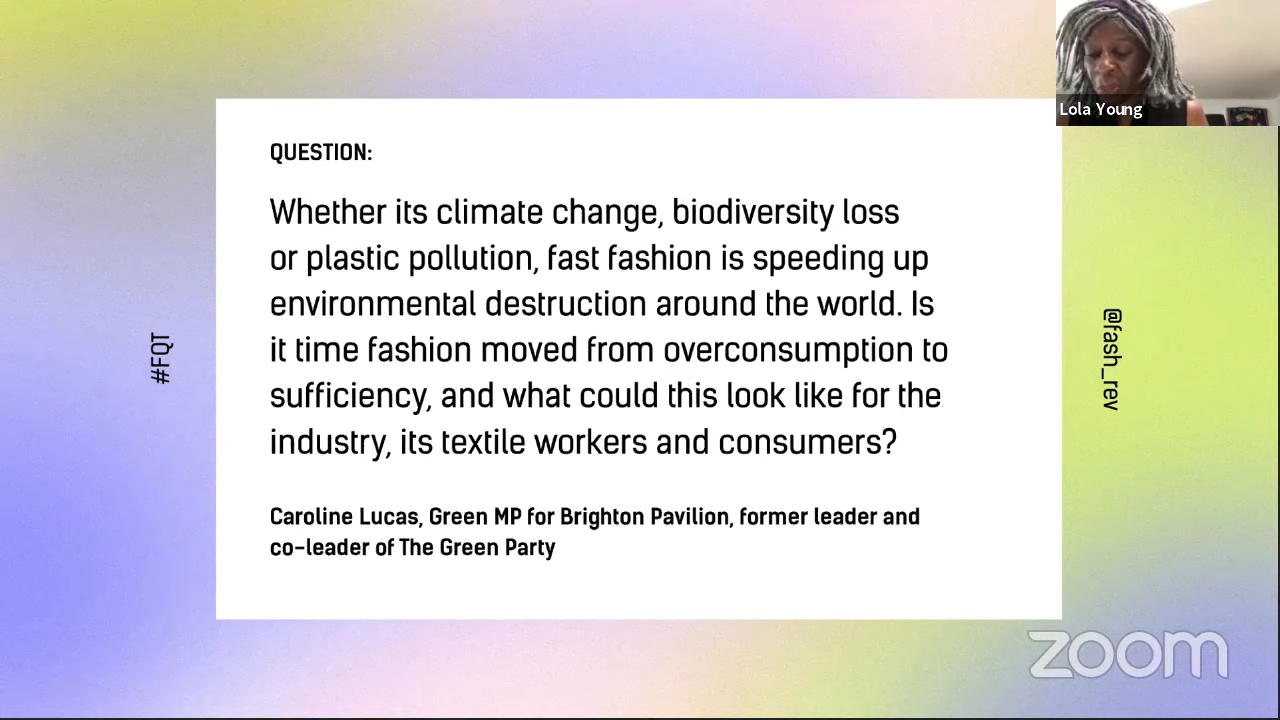 Lola Young
QUESTION:
Whether its climate change, biodiversity loss
or plastic pollution, fast fashion is speeding up
environmental destruction around the world. Is
it time fashion moved from overconsumption to
sufficiency, and what could this look like for the
industry, its textile workers and consumers?
Caroline Lucas, Green MP for Brighton Pavilion, former leader and
co-leader of The Green Party
#FQT
@fash_rev
zoom